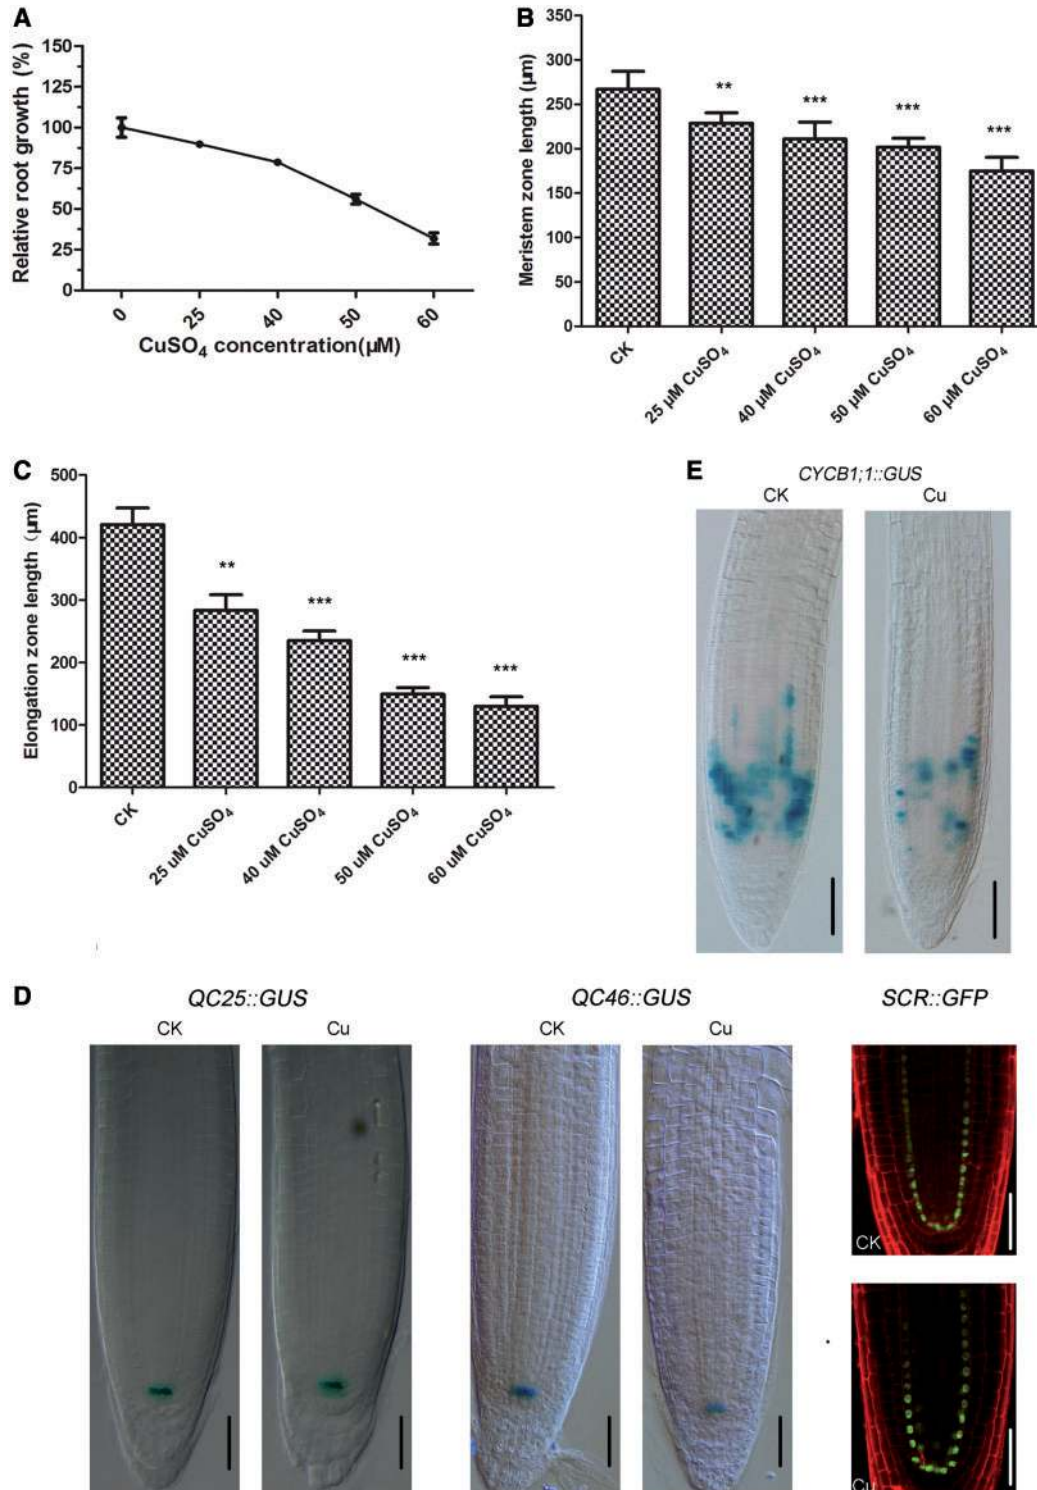 A
Relative root growth (%)
150
125
100
75
50
25
0
0
25
40
50
60
CuSO4 concentration(µM)
B
Meristem zone length (µm)
350
300
250
200
150
100
50
0
**
***
***
***
CK
25 µM CuSO4
40 µM CuSO4
50 µM CuSO4
60 µM CuSO4
C
Elongation zone length (µm)
500
400
300
200
100
0
**
***
***
***
CK
25 uM CuSO4
40 uM CuSO4
50 uM CuSO4
60 uM CuSO4
E
CYCB1;1::GUS
CK Cu
D
QC25::GUS
CK Cu
QC46::GUS
CK Cu
SCR::GFP
CK
Cu